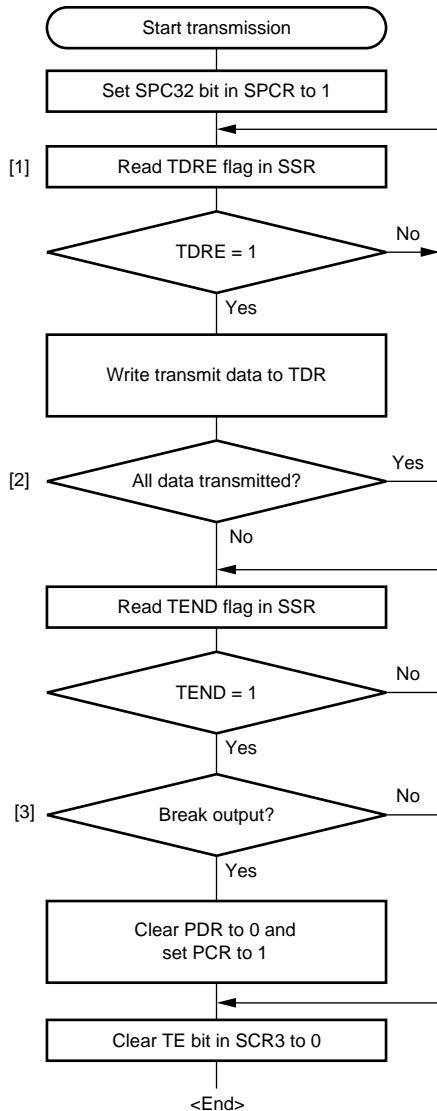 Start transmission
Set SPC32 bit in SPCR to 1
[1]
Read TDRE flag in SSR
TDRE = 1
No
Yes
Write transmit data to TDR
[2]
All data transmitted?
Yes
No
Read TEND flag in SSR
TEND = 1
No
Yes
[3]
Break output?
No
Yes
Clear PDR to 0 and
set PCR to 1
Clear TE bit in SCR3 to 0
<End>